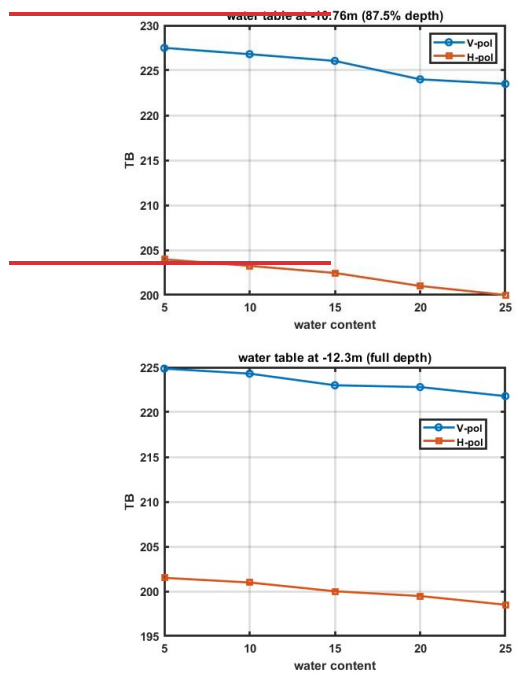 water table at -10.76m (87.5% depth)
230
V-pol
H-pol
225
220
215
TB
210
205
200
5 10 15 20 25
water content
water table at -12.3m (full depth)
225
220
V-pol
H-pol
215
210
TB
205
200
195
5 10 15 20 25
water content